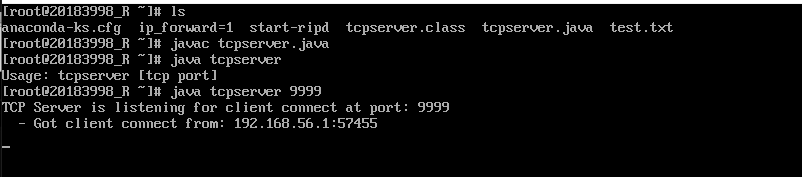 [root@20183998_R ~]# ls
anaconda-ks.cfg  ip_forward=1  start-ripd  tcpserver.class  tcpserver.java  test.txt
[root@20183998_R ~]# javac tcpserver.java
[root@20183998_R ~]# java tcpserver
Usage: tcpserver [tcp port]
[root@20183998_R ~]# java tcpserver 9999
TCP Server is listening for client connect at port: 9999
  - Got client connect from: 192.168.56.1:57455